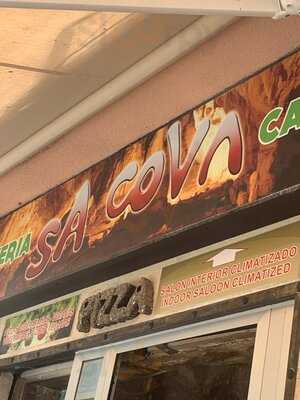 ERIA SA COVA CA
PIZZA
SALON INTERIOR CLIMATIZADO
INDOOR SALOON CLIMATIZED